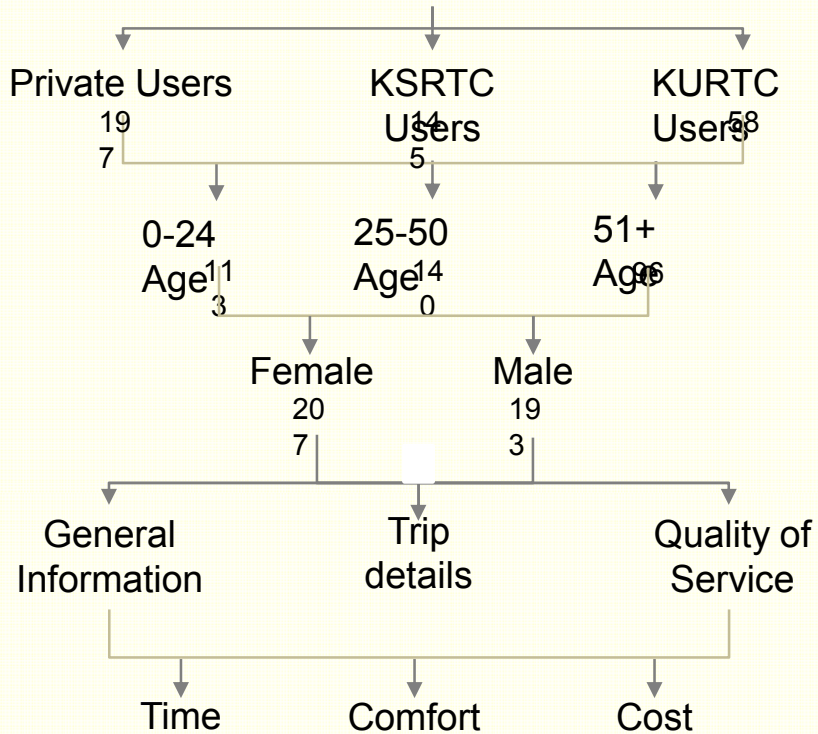 Private Users
KSRTC
KURTC
Users
Users
19
14
58
7
5
0-24
25-50
51+
Age
Age
Age
11
14
96
3
0
Female
Male
20
19
7
3
General
Trip
Quality of
Information
details
Service
Time
Comfort
Cost